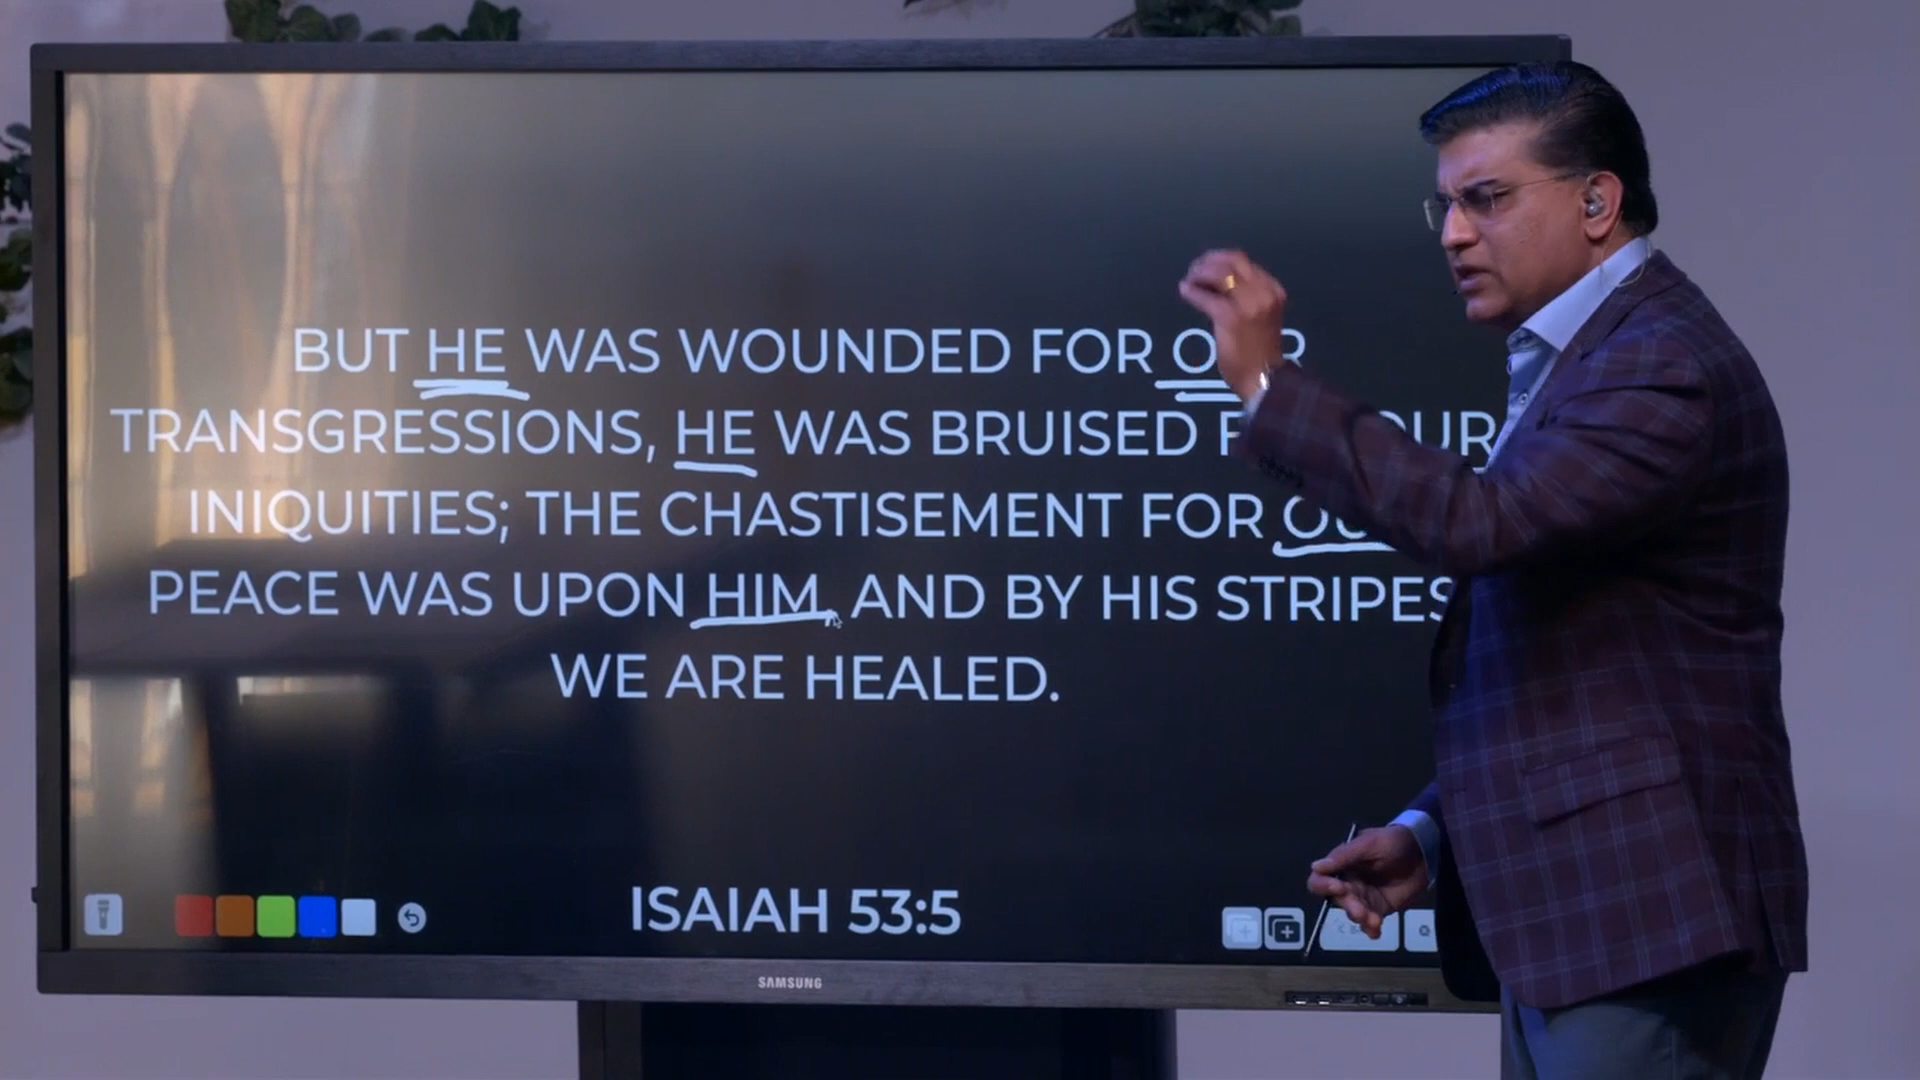 BUT HE WAS WOUNDED FOR
TRANSGRESSIONS, HE WAS BRUISED OUR
INIQUITIES; THE CHASTISEMENT FOR
PEACE WAS UPON HIM, AND BY HIS STRIPES
WE ARE HEALED.
ISAIAH 53:5
SAMSUNG